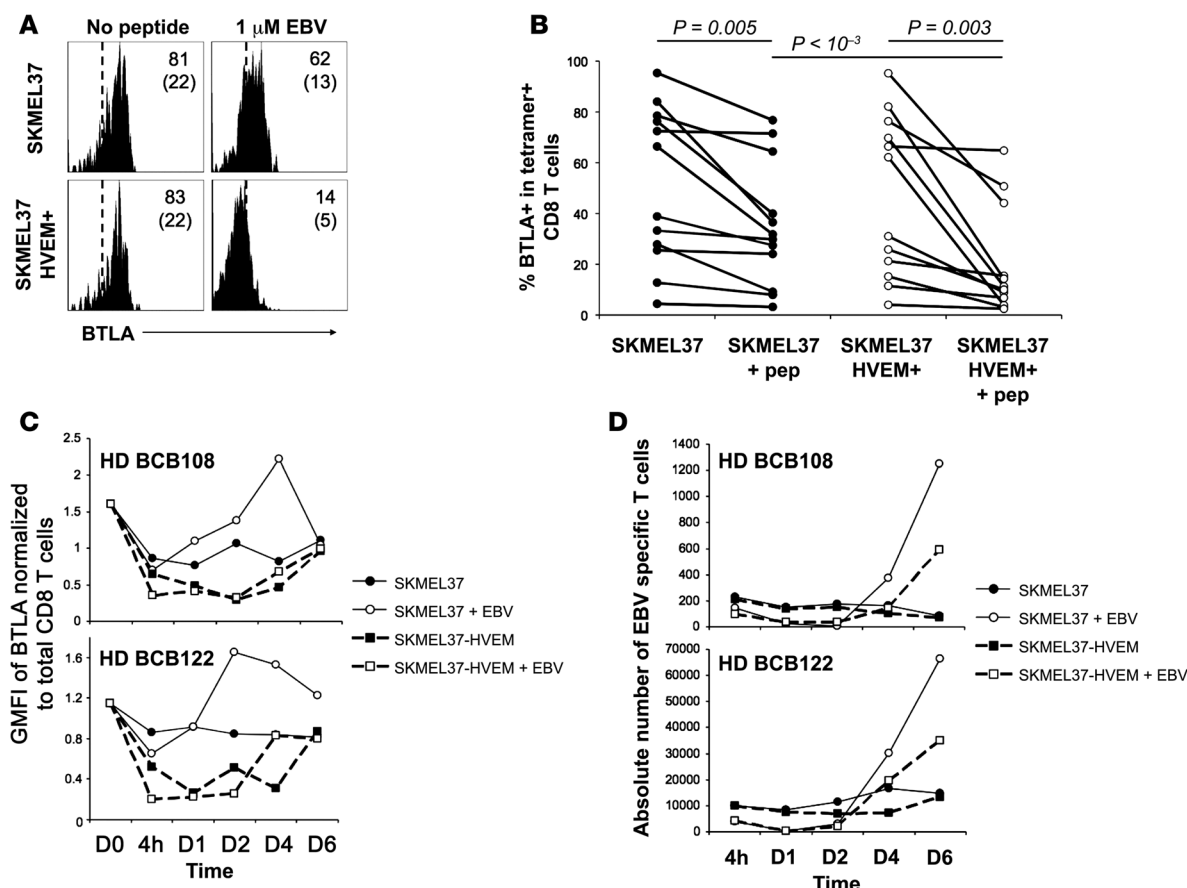 A
No peptide
1 μM EBV
SKMEL37
81
(22)
62
(13)
SKMEL37
HVEM+
83
(22)
14
(5)
BTLA
B
P = 0.005
P < 10⁻³
P = 0.003
% BTLA+ in tetramer+
CD8 T cells
100
80
60
40
20
0
SKMEL37
SKMEL37
+ pep
SKMEL37
HVEM+
SKMEL37
HVEM+
+ pep
C
GMFI of BTLA normalized
to total CD8 T cells
HD BCB108
2.5
2
1.5
1
0.5
0
HD BCB122
1.6
1.2
0.8
0.4
0
D0 4h D1 D2 D4 D6
Time
SKMEL37
SKMEL37 + EBV
SKMEL37-HVEM
SKMEL37-HVEM + EBV
D
Absolute number of EBV specific T cells
HD BCB108
1400
1200
1000
800
600
400
200
0
HD BCB122
70000
60000
50000
40000
30000
20000
10000
0
4h D1 D2 D4 D6
Time
SKMEL37
SKMEL37 + EBV
SKMEL37-HVEM
SKMEL37-HVEM + EBV